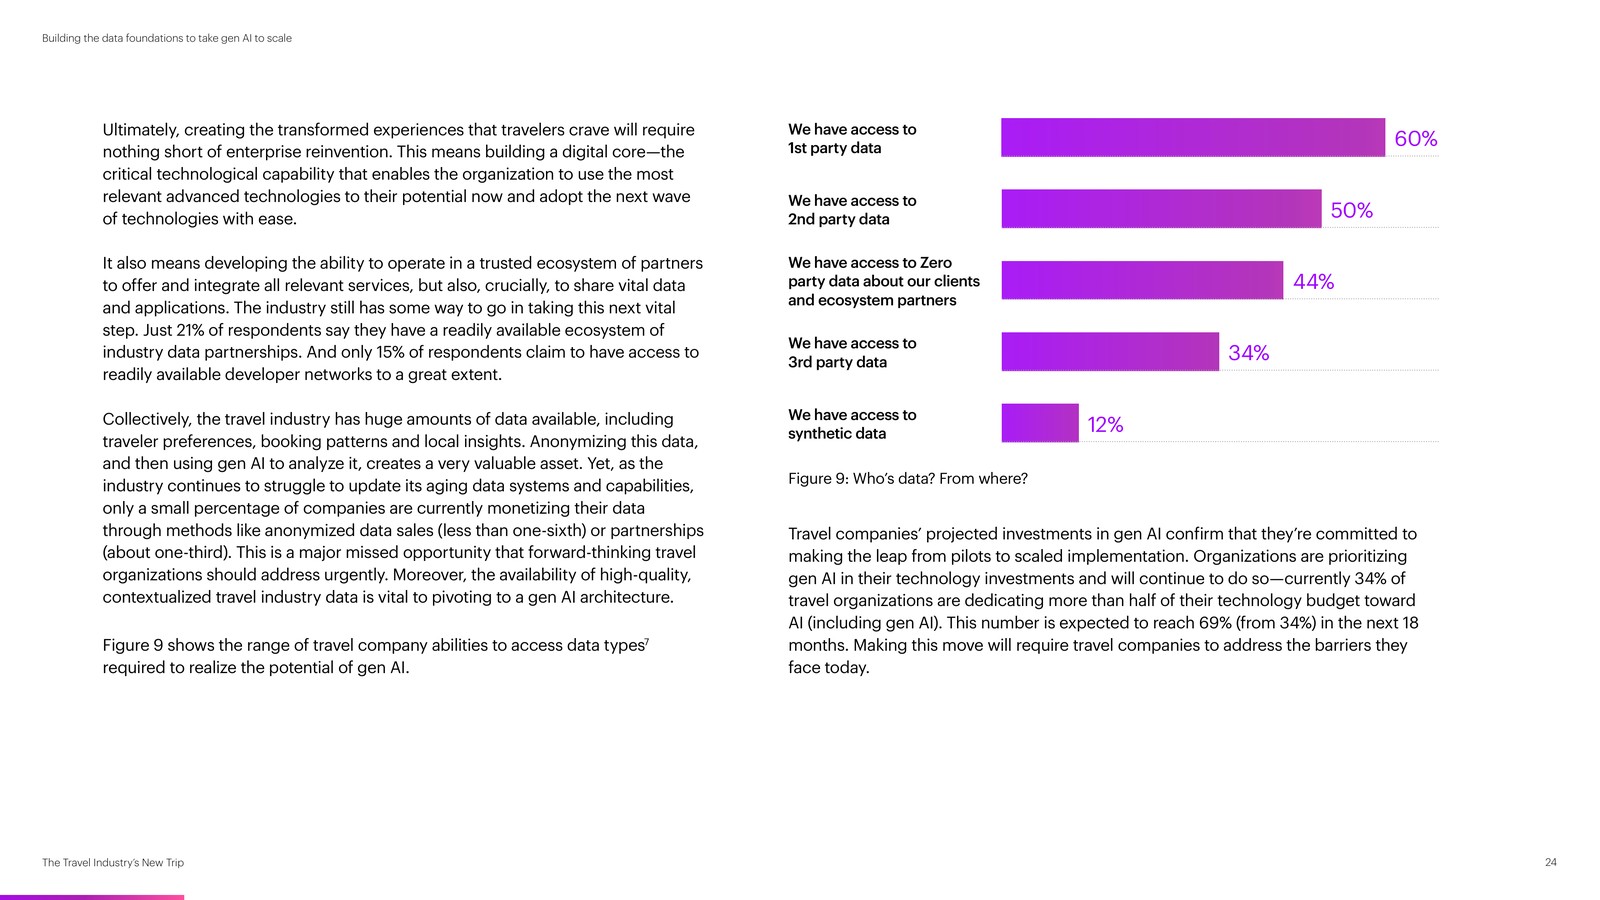 Building the data foundations to take gen AI to scale
Ultimately, creating the transformed experiences that travelers crave will require
nothing short of enterprise reinvention. This means building a digital core—the
critical technological capability that enables the organization to use the most
relevant advanced technologies to their potential now and adopt the next wave
of technologies with ease.
It also means developing the ability to operate in a trusted ecosystem of partners
to offer and integrate all relevant services, but also, crucially, to share vital data
and applications. The industry still has some way to go in taking this next vital
step. Just 21% of respondents say they have a readily available ecosystem of
industry data partnerships. And only 15% of respondents claim to have access to
readily available developer networks to a great extent.
Collectively, the travel industry has huge amounts of data available, including
traveler preferences, booking patterns and local insights. Anonymizing this data,
and then using gen AI to analyze it, creates a very valuable asset. Yet, as the
industry continues to struggle to update its aging data systems and capabilities,
only a small percentage of companies are currently monetizing their data
through methods like anonymized data sales (less than one-sixth) or partnerships
(about one-third). This is a major missed opportunity that forward-thinking travel
organizations should address urgently. Moreover, the availability of high-quality,
contextualized travel industry data is vital to pivoting to a gen AI architecture.
Figure 9 shows the range of travel company abilities to access data types⁷
required to realize the potential of gen AI.
We have access to
1st party data
60%
We have access to
2nd party data
50%
We have access to Zero
party data about our clients
and ecosystem partners
44%
We have access to
3rd party data
34%
We have access to
synthetic data
12%
Figure 9: Who’s data? From where?
Travel companies’ projected investments in gen AI confirm that they’re committed to
making the leap from pilots to scaled implementation. Organizations are prioritizing
gen AI in their technology investments and will continue to do so—currently 34% of
travel organizations are dedicating more than half of their technology budget toward
AI (including gen AI). This number is expected to reach 69% (from 34%) in the next 18
months. Making this move will require travel companies to address the barriers they
face today.
The Travel Industry’s New Trip
24